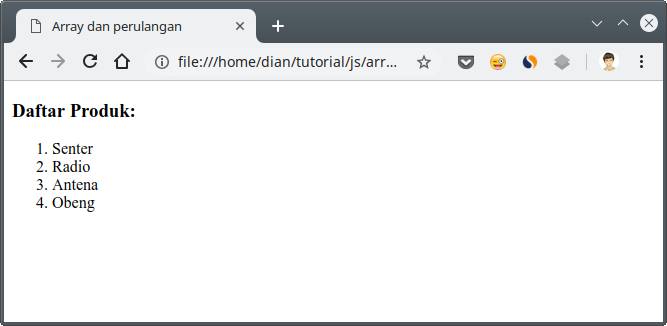 Array dan perulangan
file:///home/dian/tutorial/js/arr...
Daftar Produk:
1. Senter
2. Radio
3. Antena
4. Obeng